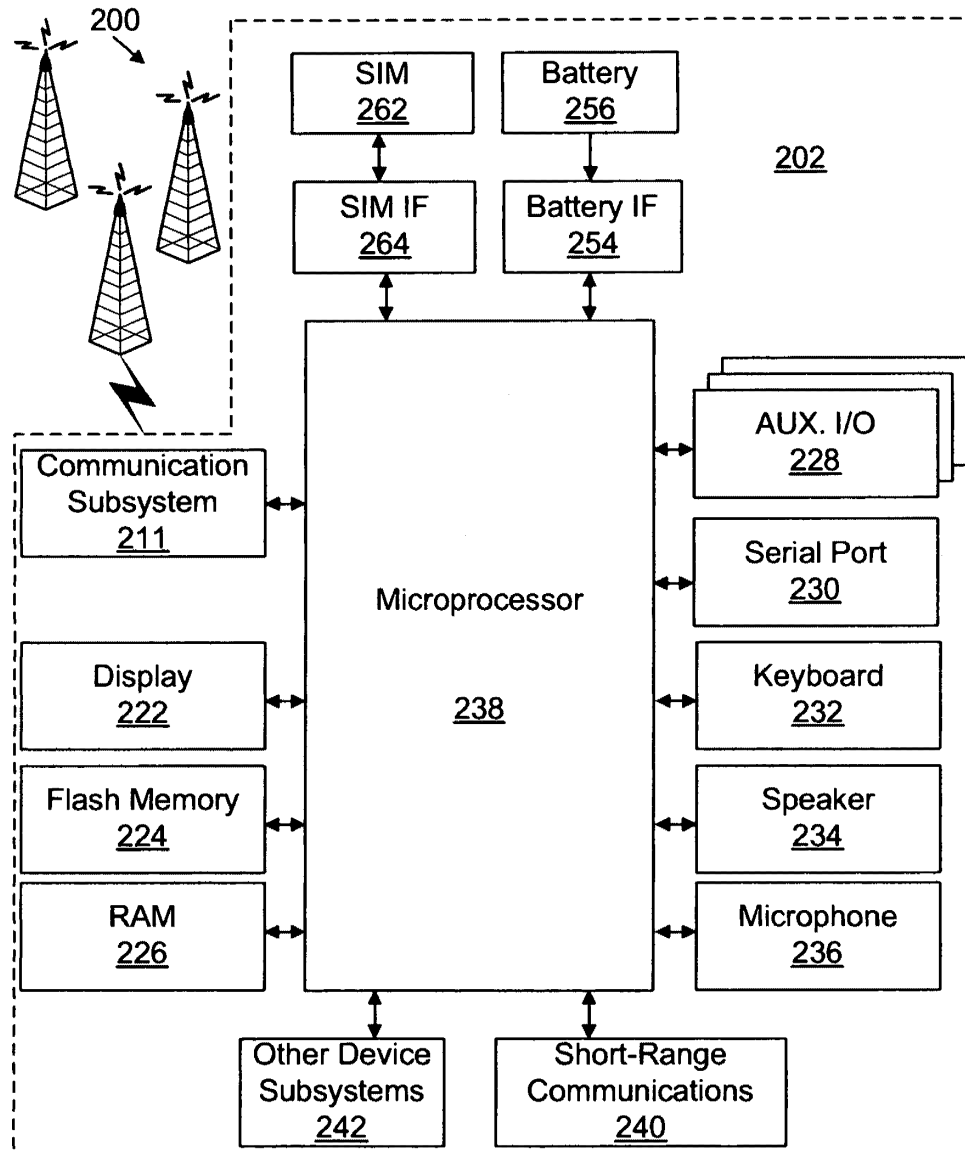 200
SIM
262
Battery
256
202
SIM IF
264
Battery IF
254
AUX. I/O
228
Communication
Subsystem
211
Serial Port
230
Microprocessor
238
Display
222
Keyboard
232
Flash Memory
224
Speaker
234
RAM
226
Microphone
236
Other Device
Subsystems
242
Short-Range
Communications
240